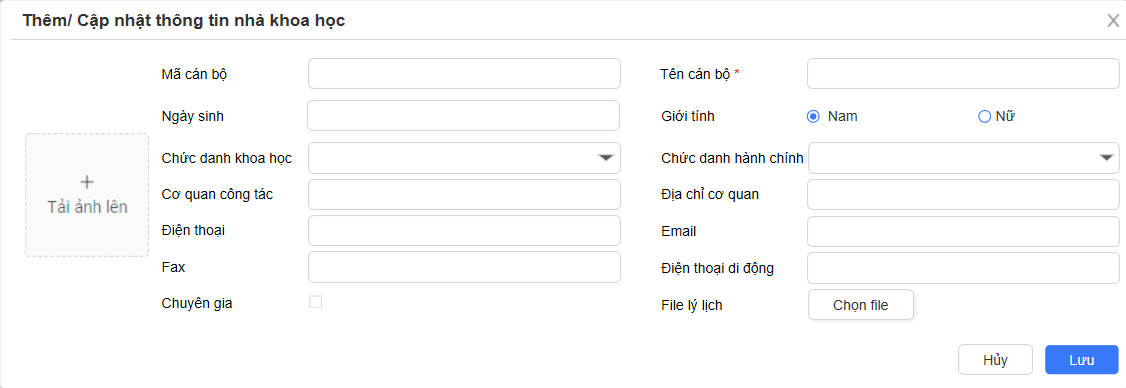 Thêm/ Cập nhật thông tin nhà khoa học
Mã cán bộ
Tên cán bộ *
Ngày sinh
Giới tính
Nam
Nữ
Chức danh khoa học
Chức danh hành chính
+
Tải ảnh lên
Cơ quan công tác
Địa chỉ cơ quan
Điện thoại
Email
Fax
Điện thoại di động
Chuyên gia
File lý lịch
Chọn file
Hủy
Lưu